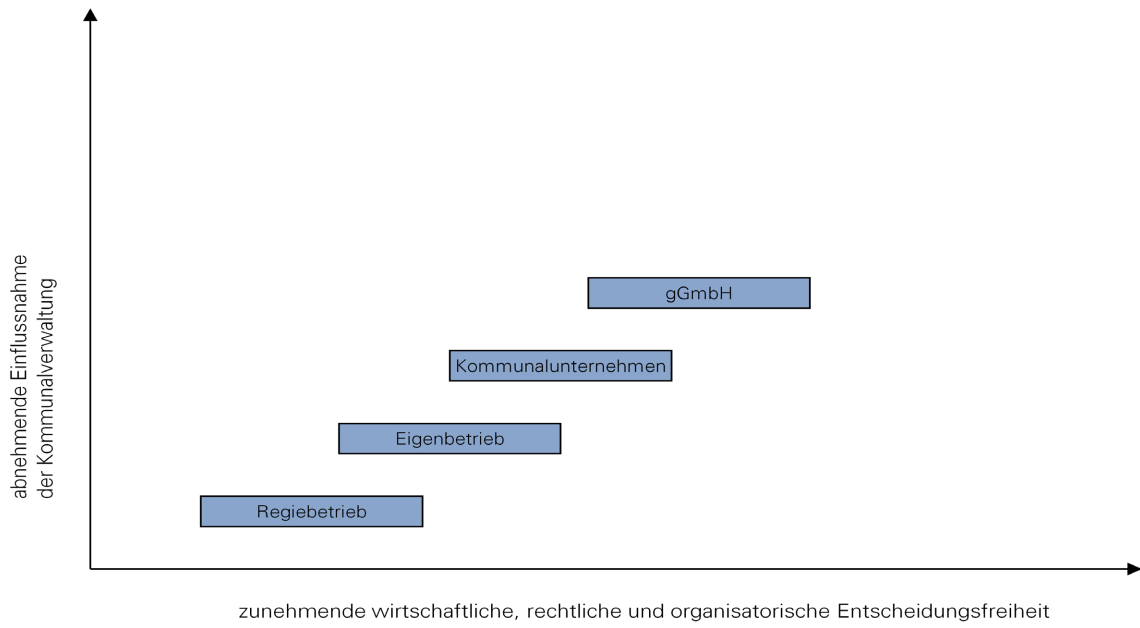 abnehmende Einflussnahme
der Kommunalverwaltung
gGmbH
Kommunalunternehmen
Eigenbetrieb
Regiebetrieb
zunehmende wirtschaftliche, rechtliche und organisatorische Entscheidungsfreiheit